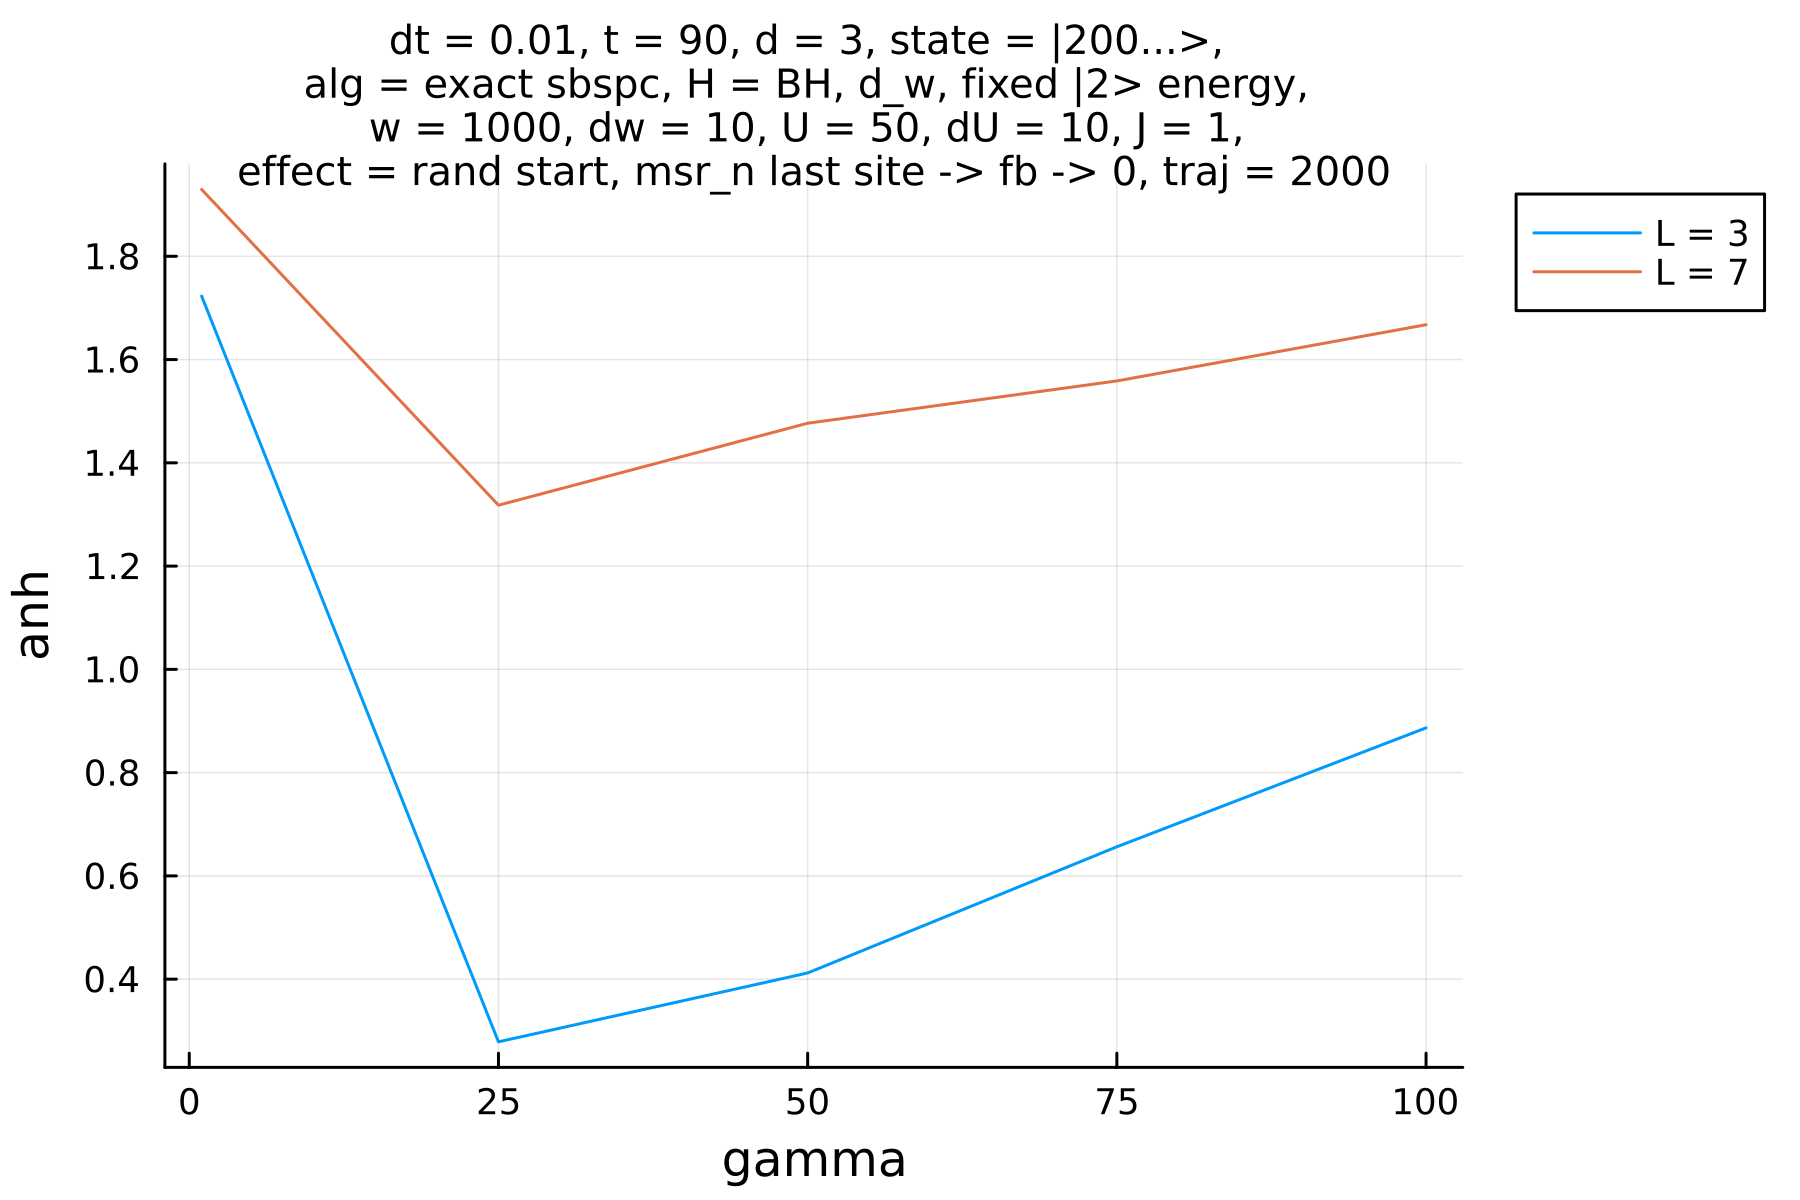 dt = 0.01, t = 90, d = 3, state = |200...>,
alg = exact sbspc, H = BH, d_w, fixed |2> energy,
w = 1000, dw = 10, U = 50, dU = 10, J = 1,
effect = rand start, msr_n last site -> fb -> 0, traj = 2000
L = 3
L = 7
1.8
1.6
1.4
1.2
1.0
0.8
0.6
0.4
anh
0 25 50 75 100
gamma